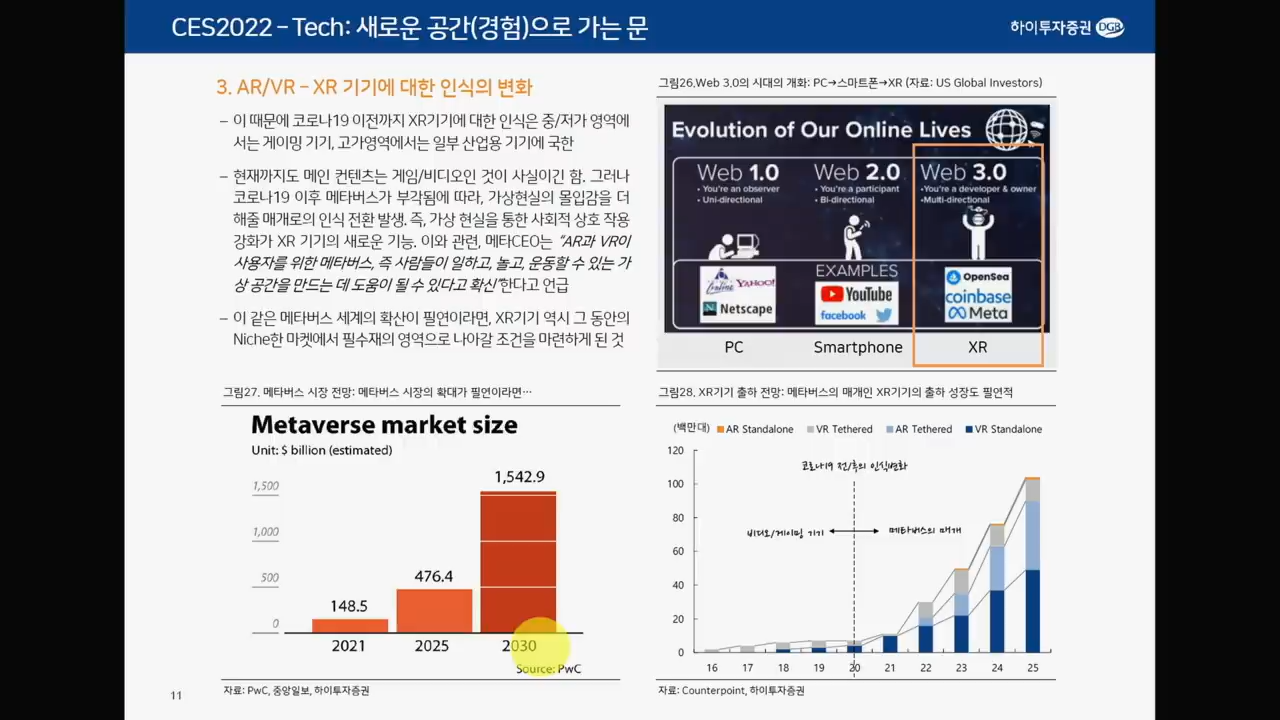 CES2022 – Tech: 새로운 공간(경험)으로 가는 문
하이투자증권 DGB
3. AR/VR – XR 기기에 대한 인식의 변화
– 이 때문에 코로나19 이전까지 XR기기에 대한 인식은 중/저가 영역에
서는 게이밍 기기, 고가영역에서는 일부 산업용 기기에 국한
– 현재까지도 메인 컨텐츠는 게임/비디오인 것이 사실이긴 함. 그러나
코로나19 이후 메타버스가 부각됨에 따라, 가상현실의 몰입감을 더
해줄 매개로의 인식 전환 발생. 즉, 가상 현실을 통한 사회적 상호 작용
강화가 XR 기기의 새로운 기능. 이와 관련, 메타CEO는 “AR과 VR이
사용자를 위한 메타버스, 즉 사람들이 일하고, 놀고, 운동할 수 있는 가
상 공간을 만드는 데 도움이 될 수 있다고 확신”한다고 언급
– 이 같은 메타버스 세계의 확산이 필연이라면, XR기기 역시 그 동안의
Niche한 마켓에서 필수재의 영역으로 나아갈 조건을 마련하게 된 것
그림26.Web 3.0의 시대의 개화: PC→스마트폰→XR (자료: US Global Investors)
Evolution of Our Online Lives
Web 1.0
• You're an observer
• Uni-directional
Web 2.0
• You're a participant
• Bi-directional
Web 3.0
• You're a developer & owner
• Multi-directional
EXAMPLES
YAHOO!
Netscape
YouTube
facebook
OpenSea
coinbase
Meta
PC
Smartphone
XR
그림27. 메타버스 시장 전망: 메타버스 시장의 확대가 필연이라면…
Metaverse market size
Unit: $ billion (estimated)
1,500
1,000
500
0
148.5
476.4
1,542.9
2021
2025
2030
Source: PwC
자료: PwC, 중앙일보, 하이투자증권
그림28. XR기기 출하 전망: 메타버스의 매개인 XR기기의 출하 성장도 필연적
(백만대) AR Standalone VR Tethered AR Tethered VR Standalone
120
100
80
60
40
20
0
코로나19 전/후의 인식변화
비디오/게이밍 기기
메타버스의 매개
16 17 18 19 20 21 22 23 24 25
자료: Counterpoint, 하이투자증권
11